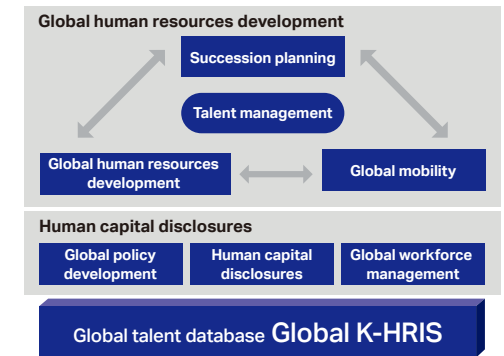 Global human resources development
Succession planning
Talent management
Global human resources
development
Global mobility
Human capital disclosures
Global policy
development
Human capital
disclosures
Global workforce
management
Global talent database Global K-HRIS